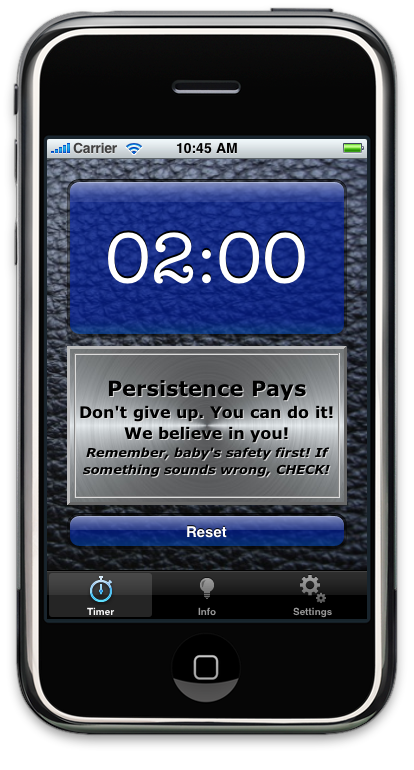 Carrier 10:45 AM
02:00
Persistence Pays
Don't give up. You can do it!
We believe in you!
Remember, baby's safety first! If
something sounds wrong, CHECK!
Reset
Timer Info Settings